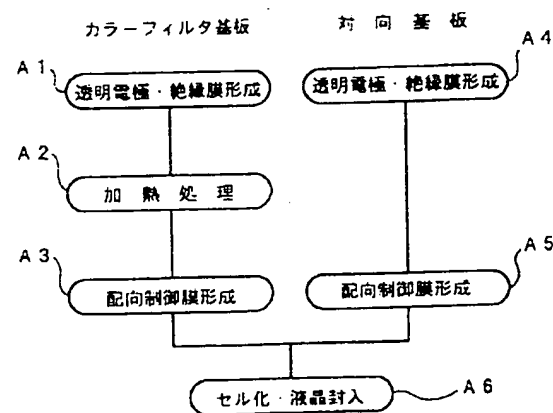 カラーフィルタ基板
対向基板
A1
透明電極・絶縁膜形成
A4
透明電極・絶縁膜形成
A2
加熱処理
A3
配向制御膜形成
A5
配向制御膜形成
セル化・液晶封入
A6